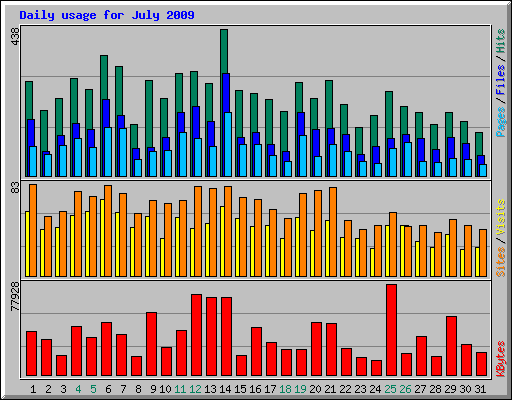 Daily usage for July 2009
438
Pages / Files / Hits
83
Sites / Visits
77928
KBytes
1 2 3 4 5 6 7 8 9 10 11 12 13 14 15 16 17 18 19 20 21 22 23 24 25 26 27 28 29 30 31